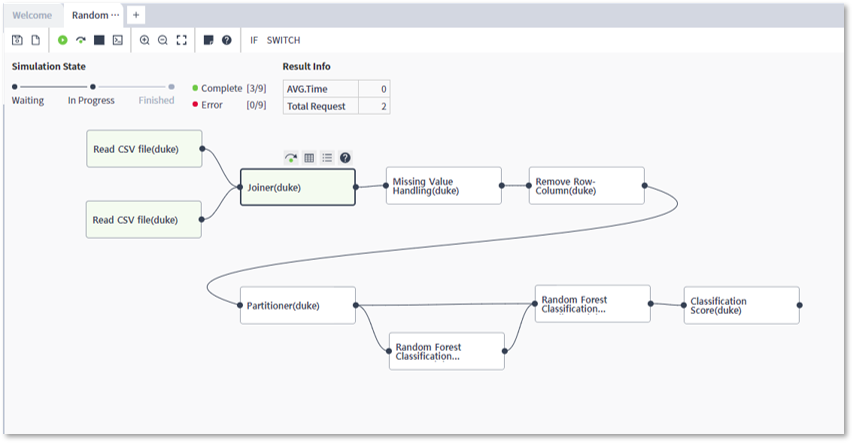 Welcome
Random ···
+
IF SWITCH
Simulation State
Result Info
Waiting
In Progress
Finished
Complete [3/9]
Error [0/9]
AVG.Time 0
Total Request 2
Read CSV file(duke)
Read CSV file(duke)
Joiner(duke)
Missing Value
Handling(duke)
Remove Row-
Column(duke)
Partitioner(duke)
Random Forest
Classification...
Random Forest
Classification...
Classification
Score(duke)